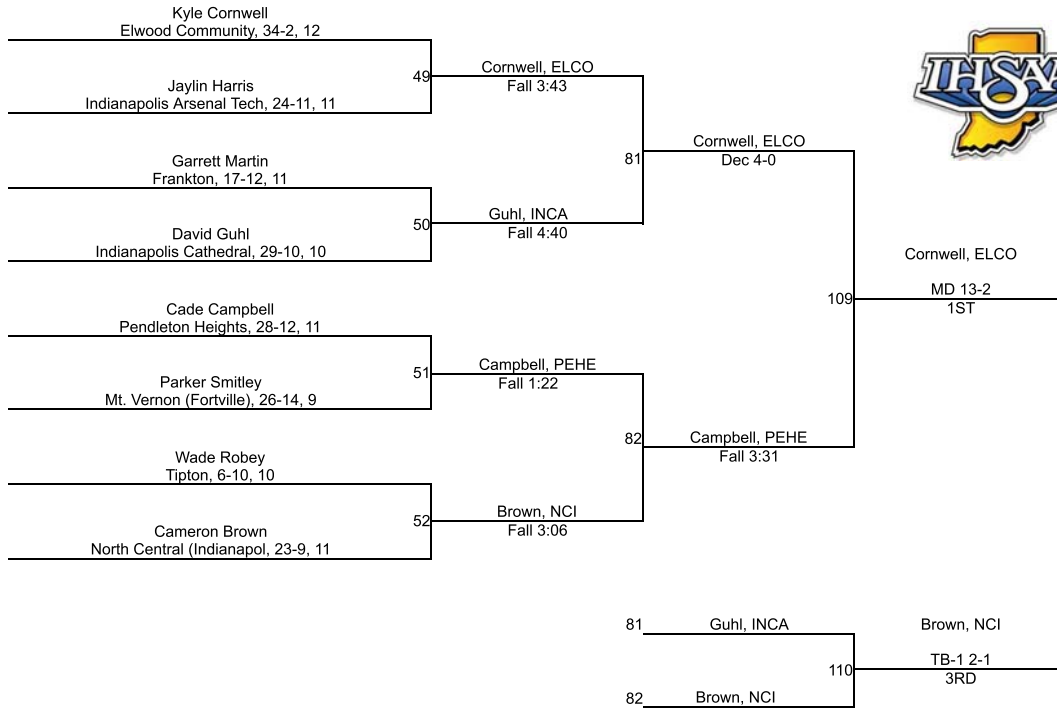 Kyle Cornwell
Elwood Community, 34-2, 12
Jaylin Harris
Indianapolis Arsenal Tech, 24-11, 11
49
Cornwell, ELCO
Fall 3:43
Garrett Martin
Frankton, 17-12, 11
David Guhl
Indianapolis Cathedral, 29-10, 10
50
Guhl, INCA
Fall 4:40
81
Cornwell, ELCO
Dec 4-0
Cade Campbell
Pendleton Heights, 28-12, 11
Parker Smitley
Mt. Vernon (Fortville), 26-14, 9
51
Campbell, PEHE
Fall 1:22
Wade Robey
Tipton, 6-10, 10
Cameron Brown
North Central (Indianapol, 23-9, 11
52
Brown, NCI
Fall 3:06
82
Campbell, PEHE
Fall 3:31
109
Cornwell, ELCO
MD 13-2
1ST
IHSAA
81
Guhl, INCA
82
Brown, NCI
110
Brown, NCI
TB-1 2-1
3RD